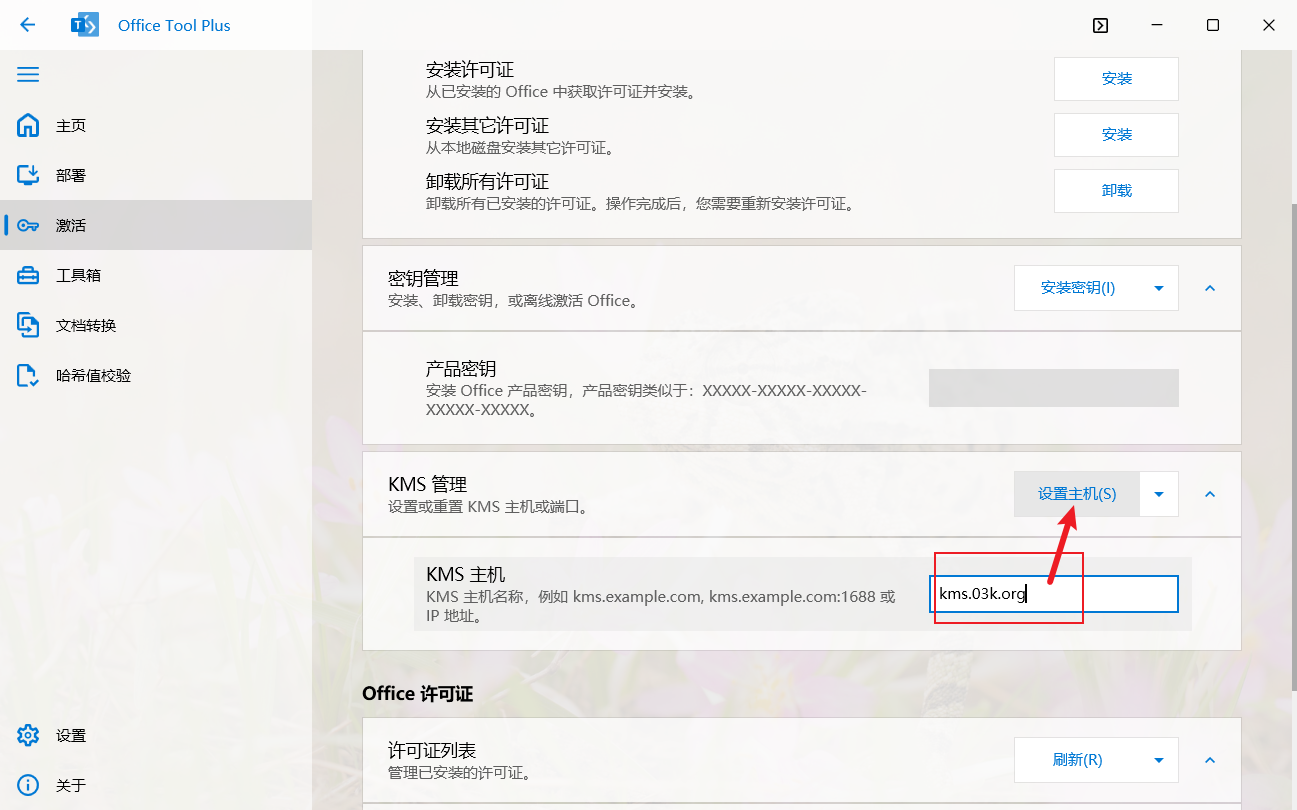 Office Tool Plus
主页
部署
激活
工具箱
文档转换
哈希值校验
设置
关于
安装许可证
从已安装的 Office 中获取许可证并安装。
安装
安装其它许可证
从本地磁盘安装其它许可证。
安装
卸载所有许可证
卸载所有已安装的许可证。操作完成后，您需要重新安装许可证。
卸载
密钥管理
安装、卸载密钥，或离线激活 Office。
安装密钥(I)
产品密钥
安装 Office 产品密钥，产品密钥类似于：XXXXX-XXXXX-XXXXX-
XXXXX-XXXXX。
KMS 管理
设置或重置 KMS 主机或端口。
设置主机(S)
KMS 主机
KMS 主机名称，例如 kms.example.com, kms.example.com:1688 或
IP 地址。
kms.03k.org
Office 许可证
许可证列表
管理已安装的许可证。
刷新(R)